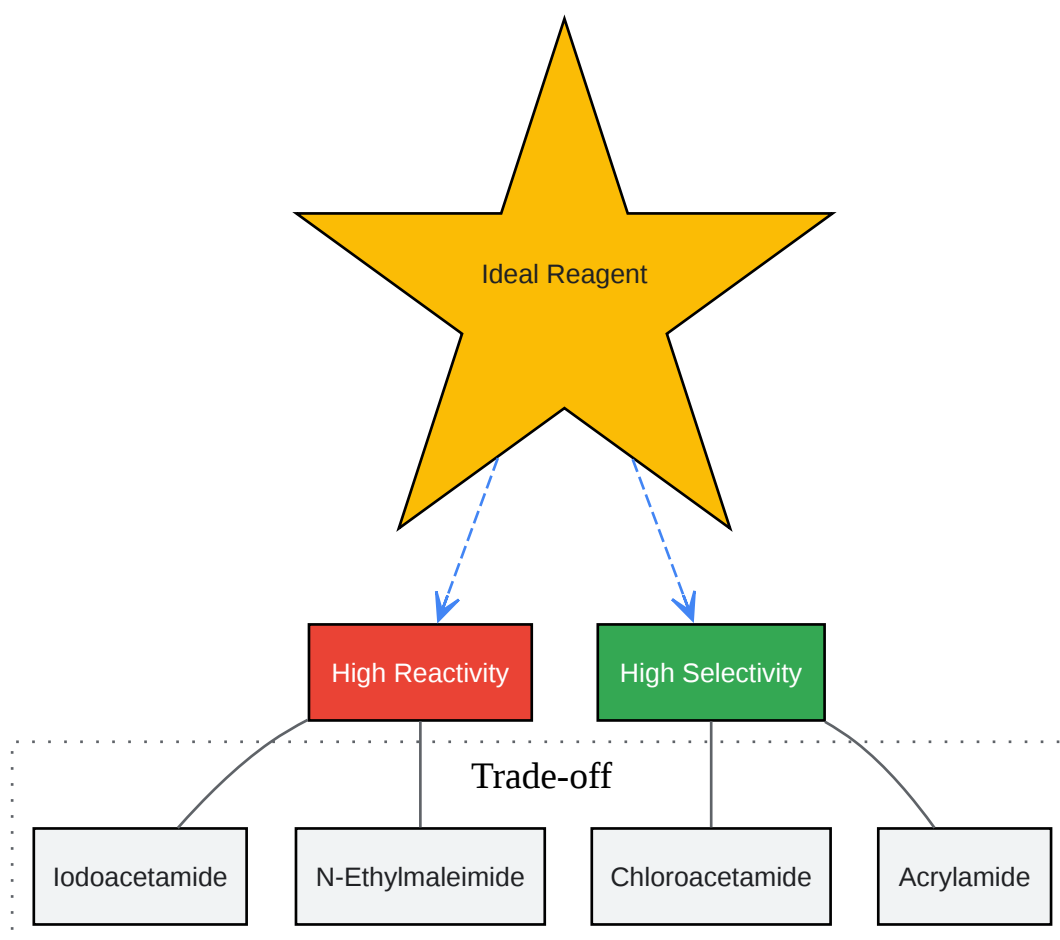 Ideal Reagent
High Reactivity
High Selectivity
Trade-off
Iodoacetamide
N-Ethylmaleimide
Chloroacetamide
Acrylamide